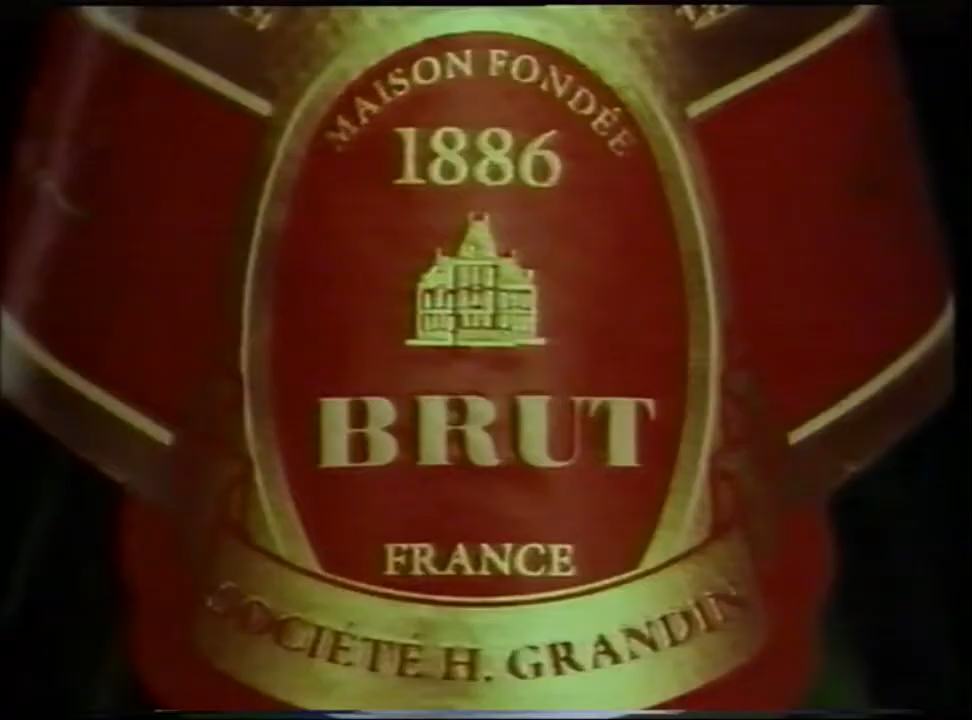 MAISON FONDÉE
1886
BRUT
FRANCE
SOCIÉTÉ H. GRANDIN